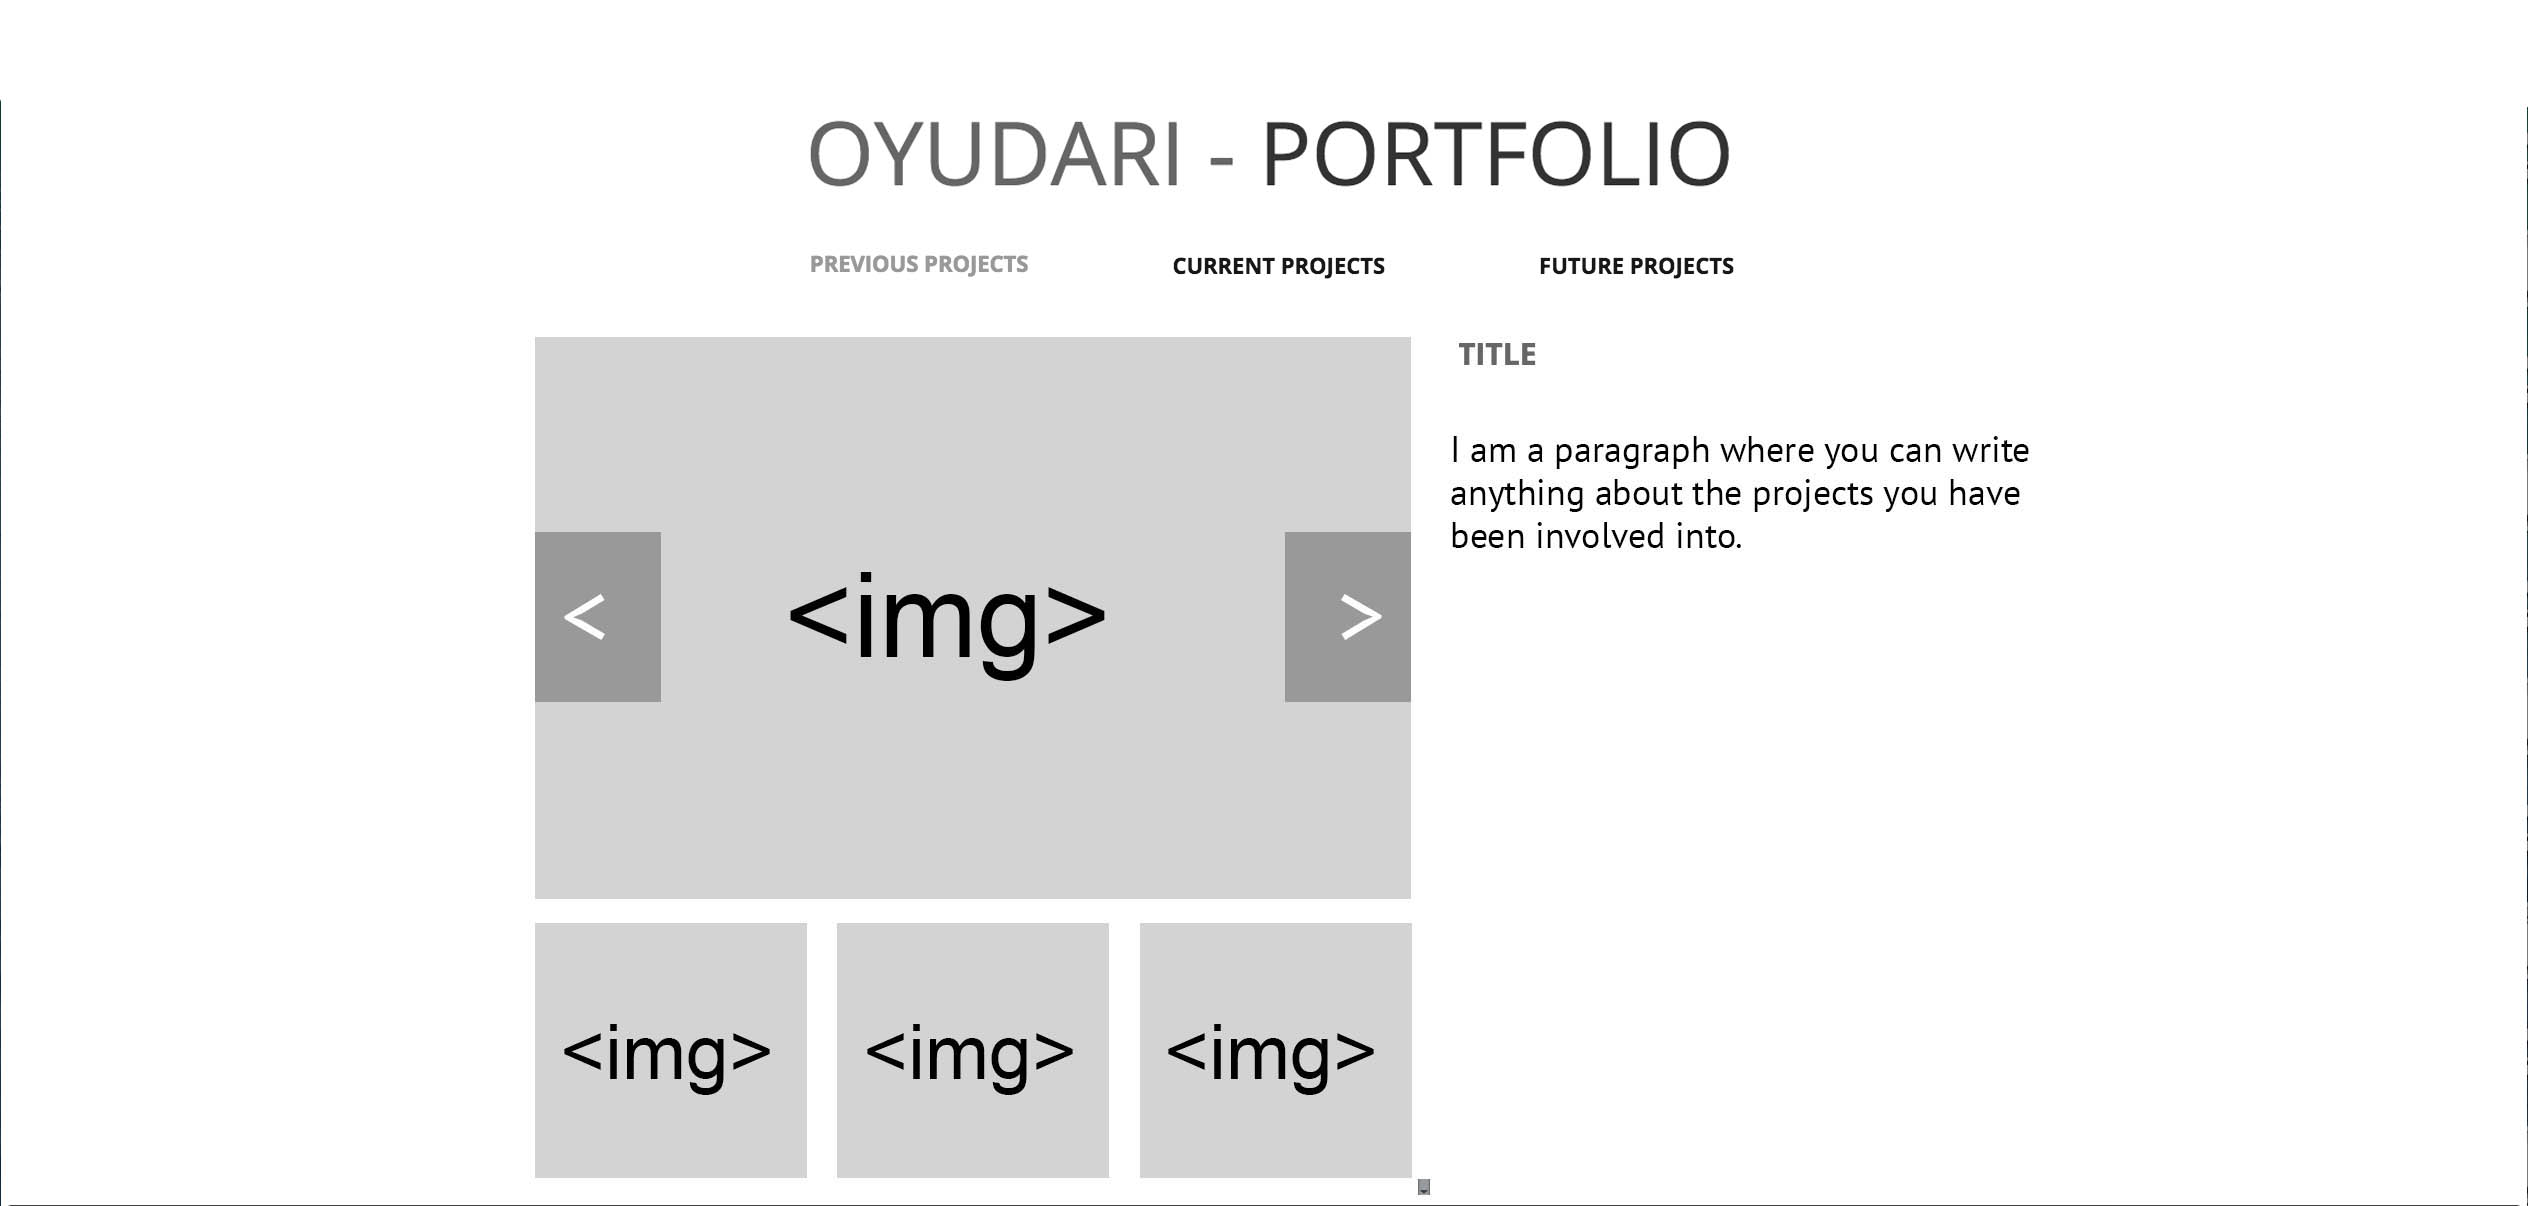 OYUDARI - PORTFOLIO
PREVIOUS PROJECTS
CURRENT PROJECTS
FUTURE PROJECTS
TITLE
I am a paragraph where you can write
anything about the projects you have
been involved into.
< <img> >
<img> <img> <img>